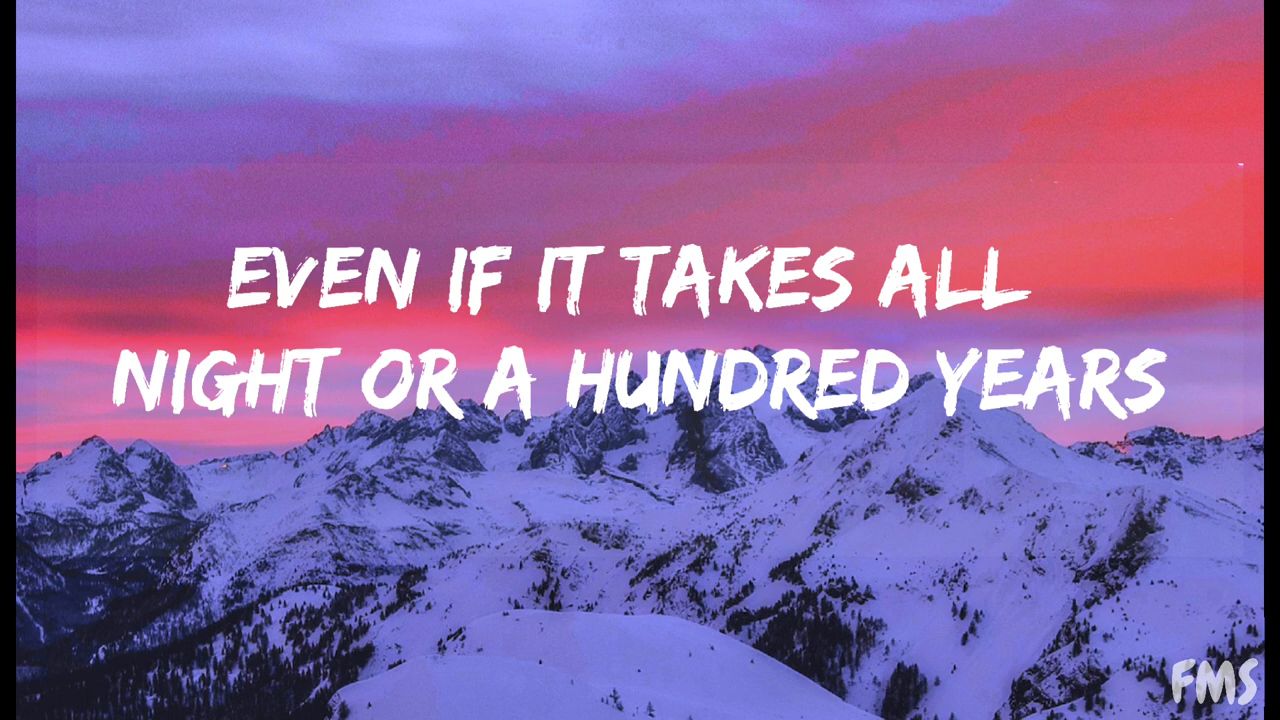 EVEN IF IT TAKES ALL
NIGHT OR A HUNDRED YEARS
FMS